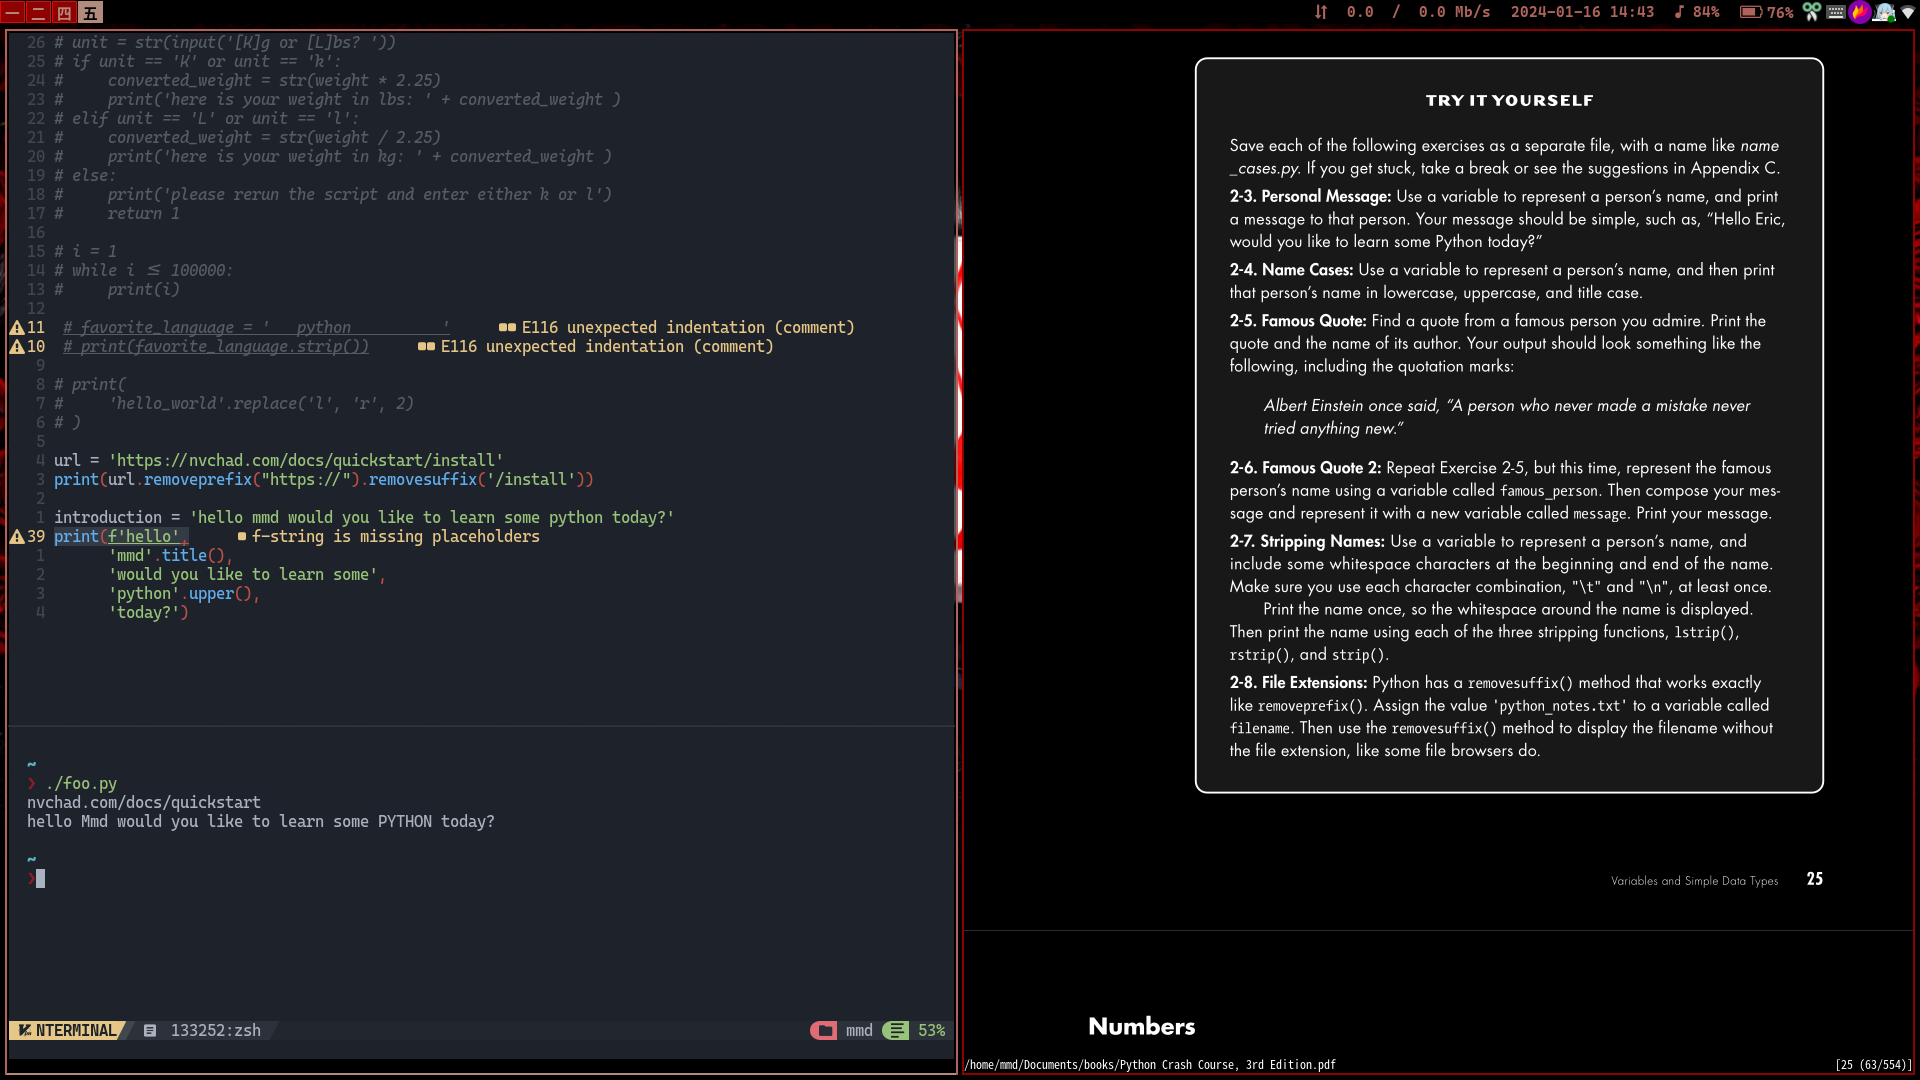 一 二 四 五
0.0 / 0.0 Mb/s 2024-01-16 14:43 84% 76%
26 # unit = str(input('[K]g or [L]bs? '))
25 # if unit == 'K' or unit == 'k':
24 #     converted_weight = str(weight * 2.25)
23 #     print('here is your weight in lbs: ' + converted_weight )
22 # elif unit == 'L' or unit == 'l':
21 #     converted_weight = str(weight / 2.25)
20 #     print('here is your weight in kg: ' + converted_weight )
19 # else:
18 #     print('please rerun the script and enter either k or l')
17 #     return 1
16
15 # i = 1
14 # while i ≤ 100000:
13 #     print(i)
12
11  # favorite_language = '   python          '     E116 unexpected indentation (comment)
10  # print(favorite_language.strip())     E116 unexpected indentation (comment)
9
8 # print(
7 #     'hello_world'.replace('l', 'r', 2)
6 # )
5
4 url = 'https://nvchad.com/docs/quickstart/install'
3 print(url.removeprefix("https://").removesuffix('/install'))
2
1 introduction = 'hello mmd would you like to learn some python today?'
39 print(f'hello',     f-string is missing placeholders
1       'mmd'.title(),
2       'would you like to learn some',
3       'python'.upper(),
4       'today?')
~
❯ ./foo.py
nvchad.com/docs/quickstart
hello Mmd would you like to learn some PYTHON today?
~
❯
NTERMINAL 133252:zsh mmd 53%
TRY IT YOURSELF
Save each of the following exercises as a separate file, with a name like name
_cases.py. If you get stuck, take a break or see the suggestions in Appendix C.
2-3. Personal Message: Use a variable to represent a person's name, and print
a message to that person. Your message should be simple, such as, “Hello Eric,
would you like to learn some Python today?”
2-4. Name Cases: Use a variable to represent a person's name, and then print
that person's name in lowercase, uppercase, and title case.
2-5. Famous Quote: Find a quote from a famous person you admire. Print the
quote and the name of its author. Your output should look something like the
following, including the quotation marks:
Albert Einstein once said, “A person who never made a mistake never
tried anything new.”
2-6. Famous Quote 2: Repeat Exercise 2-5, but this time, represent the famous
person's name using a variable called famous_person. Then compose your mes-
sage and represent it with a new variable called message. Print your message.
2-7. Stripping Names: Use a variable to represent a person's name, and
include some whitespace characters at the beginning and end of the name.
Make sure you use each character combination, "\t" and "\n", at least once.
Print the name once, so the whitespace around the name is displayed.
Then print the name using each of the three stripping functions, lstrip(),
rstrip(), and strip().
2-8. File Extensions: Python has a removesuffix() method that works exactly
like removeprefix(). Assign the value 'python_notes.txt' to a variable called
filename. Then use the removesuffix() method to display the filename without
the file extension, like some file browsers do.
Variables and Simple Data Types 25
Numbers
/home/mmd/Documents/books/Python Crash Course, 3rd Edition.pdf [25 (63/554)]